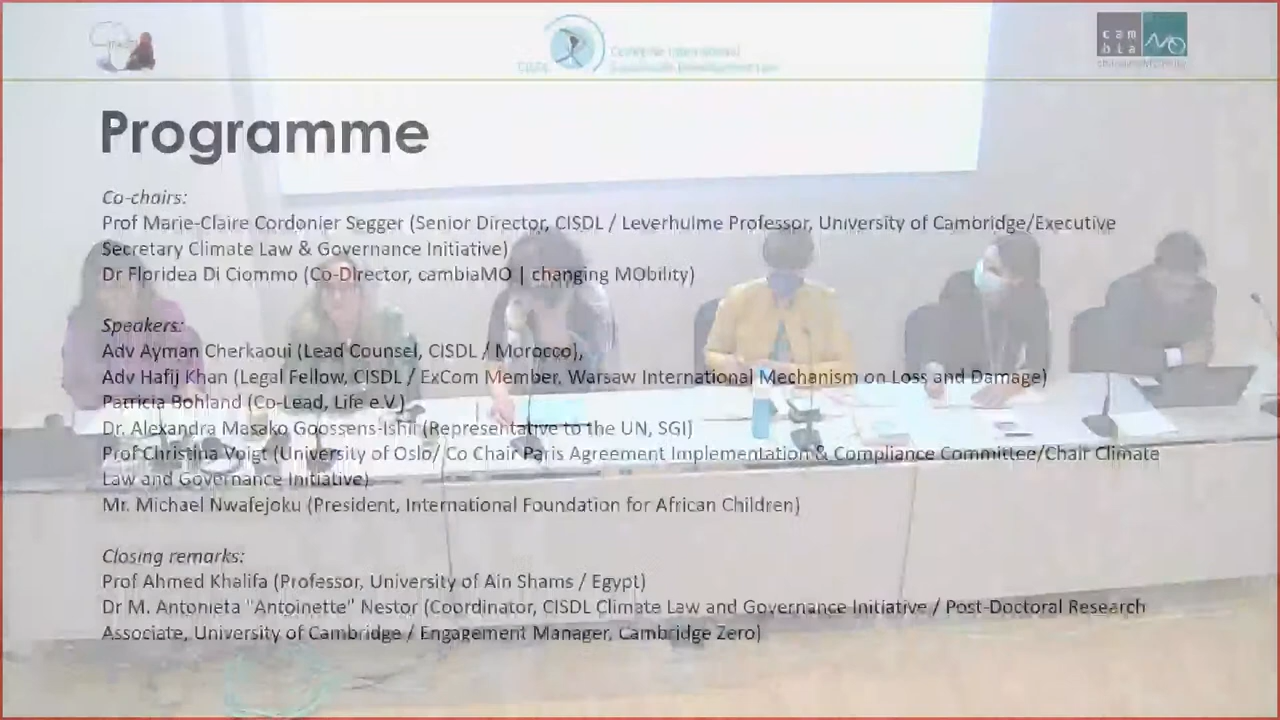 CISDL
cam
bia
MO
Programme
Co-chairs:
Prof Marie-Claire Cordonier Segger (Senior Director, CISDL / Leverhulme Professor, University of Cambridge/Executive
Secretary Climate Law & Governance Initiative)
Dr Floridea Di Ciommo (Co-Director, cambiaMO | changing MObility)
Speakers:
Adv Ayman Cherkaoui (Lead Counsel, CISDL / Morocco),
Adv Hafij Khan (Legal Fellow, CISDL / ExCom Member, Warsaw International Mechanism on Loss and Damage)
Patricia Bohland (Co-Lead, Life e.V.)
Dr. Alexandra Masako Goossens-Ishii (Representative to the UN, SGI)
Prof Christina Voigt (University of Oslo/ Co Chair Paris Agreement Implementation & Compliance Committee/Chair Climate
Law and Governance Initiative)
Mr. Michael Nwafejoku (President, International Foundation for African Children)
Closing remarks:
Prof Ahmed Khalifa (Professor, University of Ain Shams / Egypt)
Dr M. Antonieta "Antoinette" Nestor (Coordinator, CISDL Climate Law and Governance Initiative / Post-Doctoral Research
Associate, University of Cambridge / Engagement Manager, Cambridge Zero)